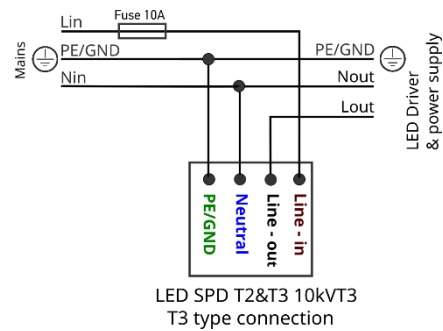 Lin
Fuse 10A
PE/GND
PE/GND
Mains
Nin
Nout
Lout
LED Driver
& power supply
PE/GND
Neutral
Line - out
Line - in
LED SPD T2&T3 10kVT3
T3 type connection